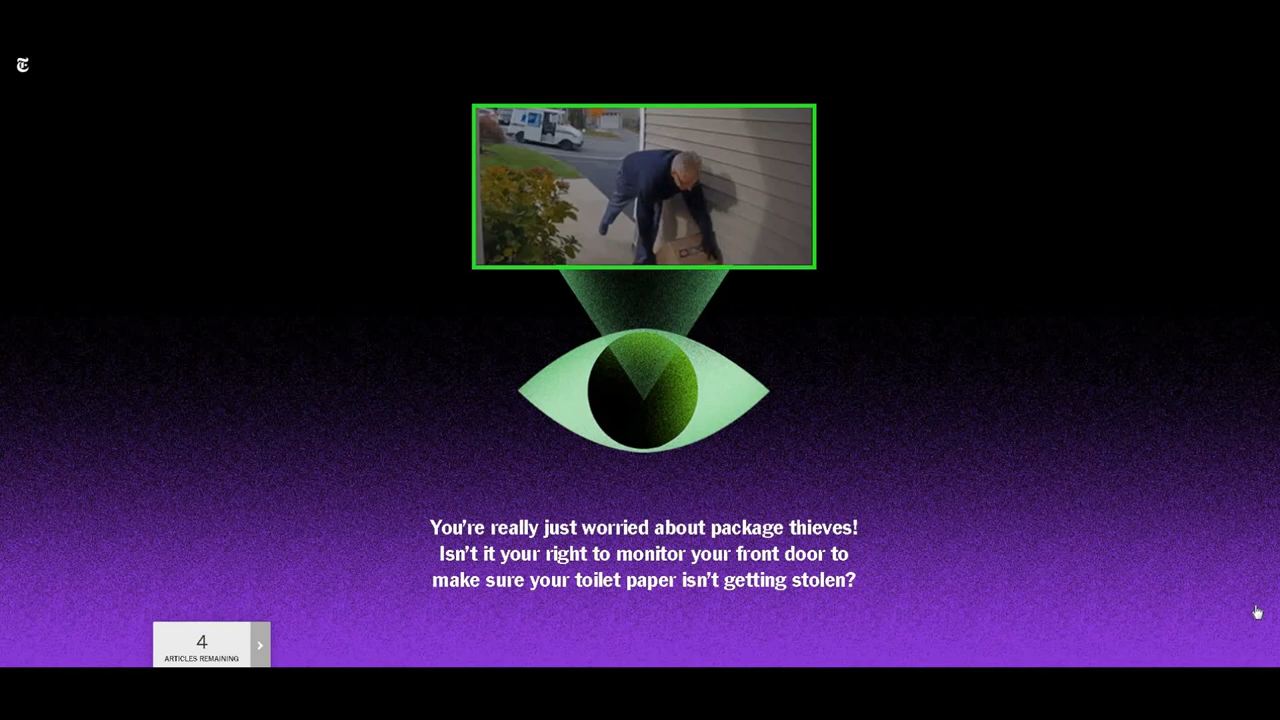 You're really just worried about package thieves!
Isn't it your right to monitor your front door to
make sure your toilet paper isn't getting stolen?
4
ARTICLES REMAINING